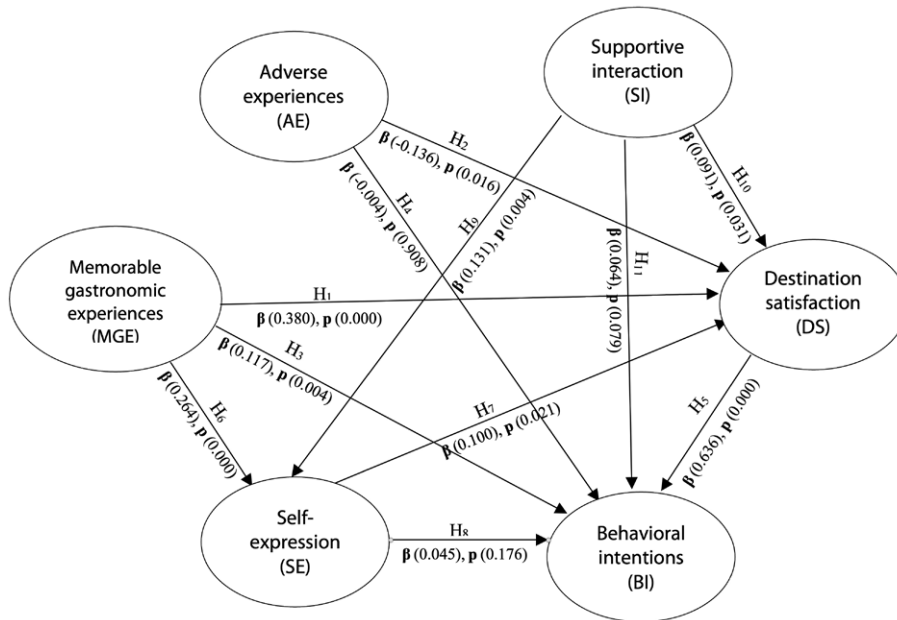 Supportive
interaction
(SI)
Adverse
experiences
(AE)
H₂
β (-0.136), p (0.016)
H₁₀
β (0.091), p (0.031)
H₄
β (-0.004), p (0.908)
H₉
β (0.131), p (0.004)
H₁₁
β (0.064), p (0.079)
Memorable
gastronomic
experiences
(MGE)
H₁
β (0.380), p (0.000)
Destination
satisfaction
(DS)
H₃
β (0.117), p (0.004)
H₆
β (0.264), p (0.000)
H₇
β (0.100), p (0.021)
H₅
β (0.636), p (0.000)
Self-
expression
(SE)
H₈
β (0.045), p (0.176)
Behavioral
intentions
(BI)